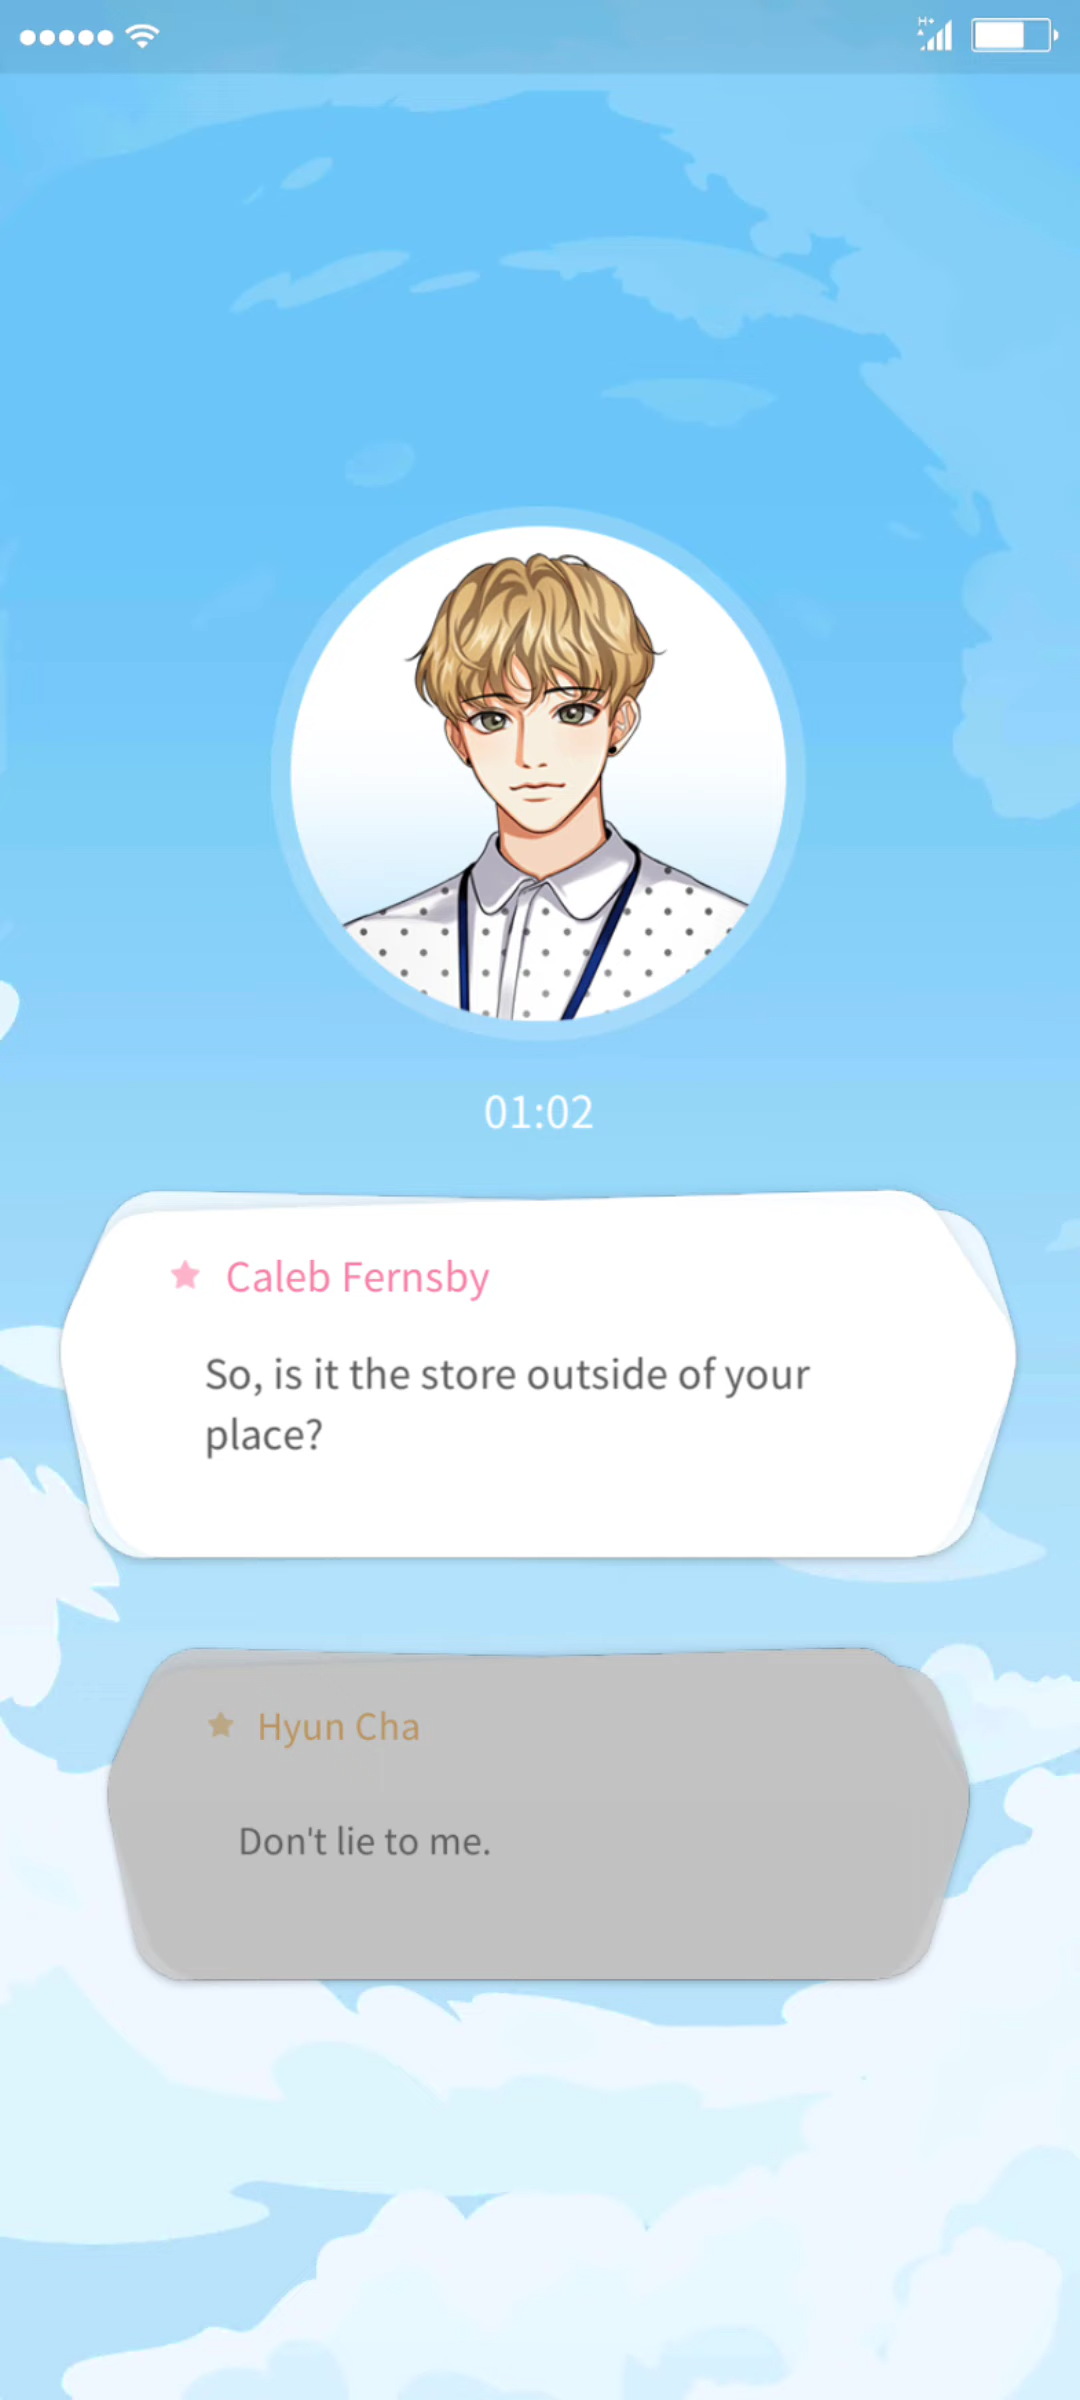 H+
01:02
Caleb Fernsby
So, is it the store outside of your
place?
Hyun Cha
Don't lie to me.